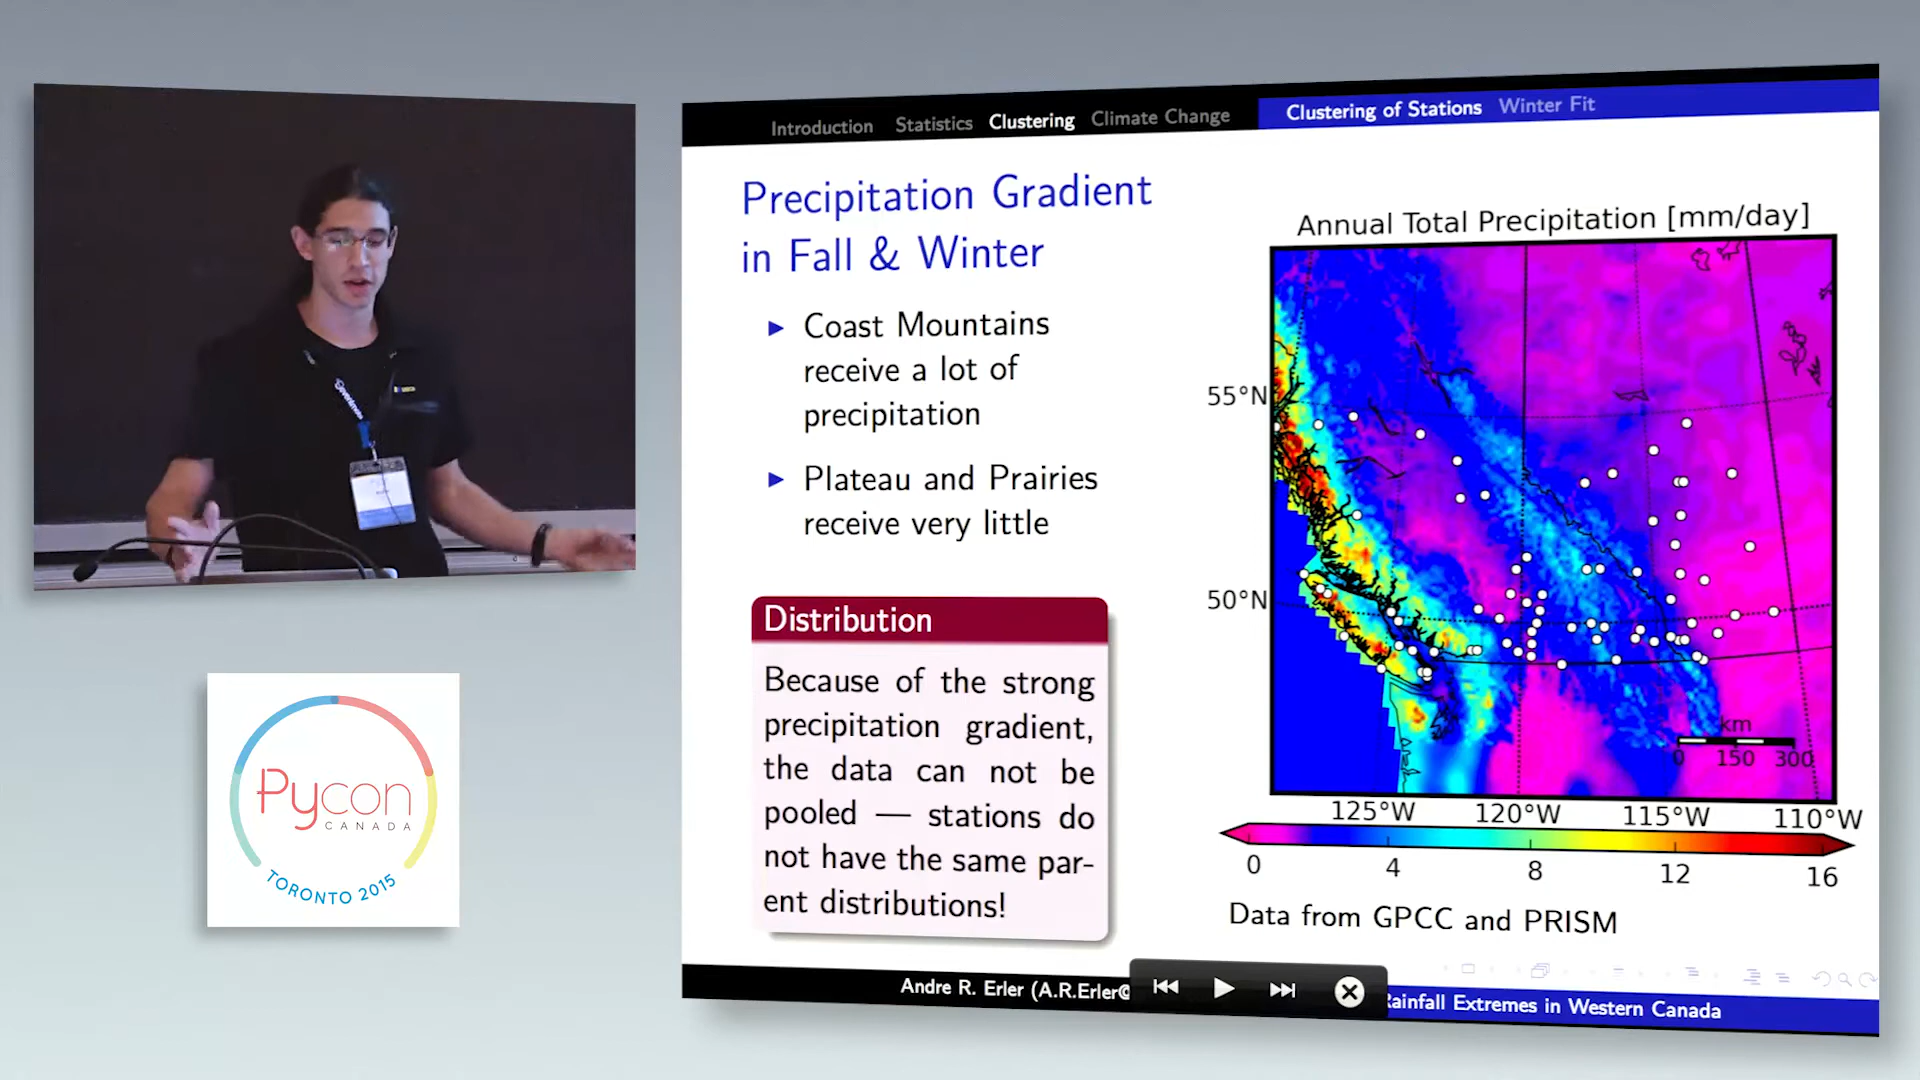 Introduction Statistics Clustering Climate Change Clustering of Stations Winter Fit
Precipitation Gradient
in Fall & Winter
Coast Mountains
receive a lot of
precipitation
Plateau and Prairies
receive very little
Distribution
Because of the strong
precipitation gradient,
the data can not be
pooled — stations do
not have the same par-
ent distributions!
Annual Total Precipitation [mm/day]
55°N
50°N
km
0 150 300
125°W 120°W 115°W 110°W
0 4 8 12 16
Data from GPCC and PRISM
Andre R. Erler (A.R.Erler©
Rainfall Extremes in Western Canada
Pycon
CANADA
TORONTO 2015